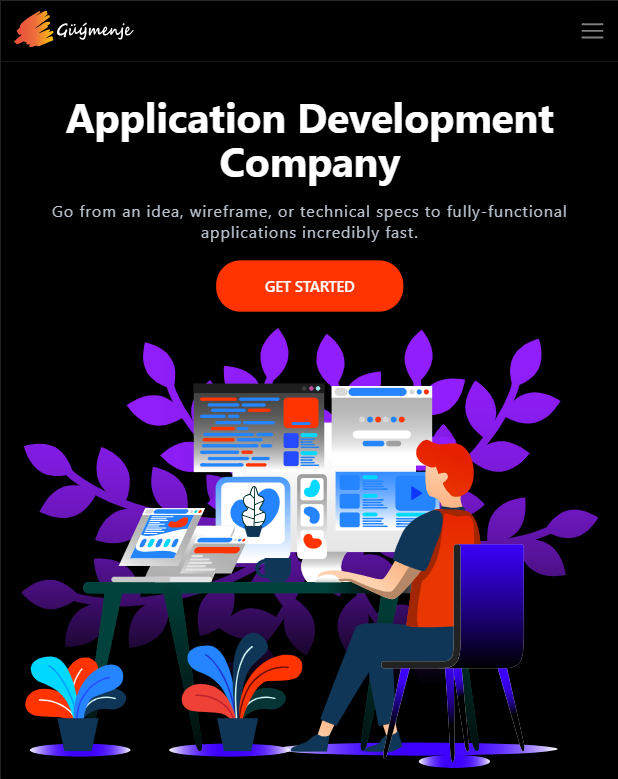 Güýmenje
Application Development
Company
Go from an idea, wireframe, or technical specs to fully-functional
applications incredibly fast.
GET STARTED